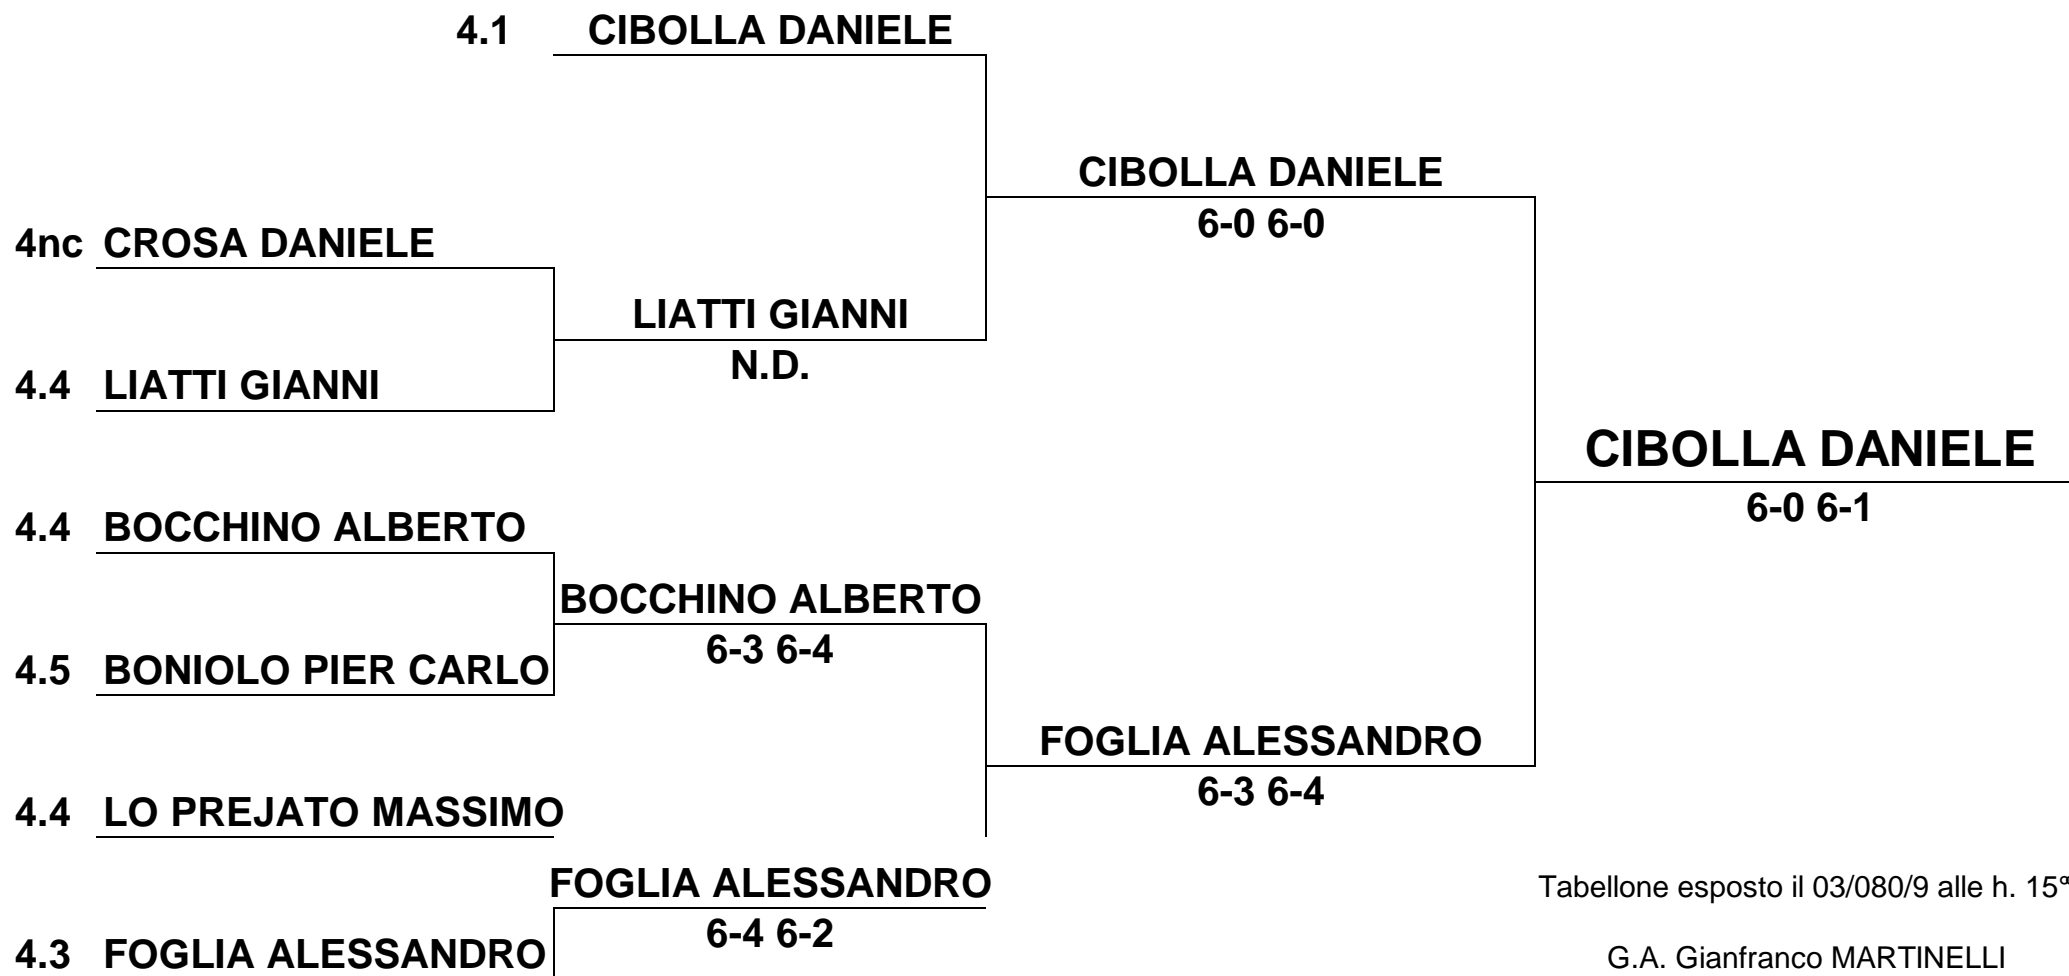 4.1 CIBOLLA DANIELE
CIBOLLA DANIELE
6-0 6-0
4nc CROSA DANIELE
LIATTI GIANNI
N.D.
4.4 LIATTI GIANNI
CIBOLLA DANIELE
6-0 6-1
4.4 BOCCHINO ALBERTO
BOCCHINO ALBERTO
6-3 6-4
4.5 BONIOLO PIER CARLO
FOGLIA ALESSANDRO
6-3 6-4
4.4 LO PREJATO MASSIMO
FOGLIA ALESSANDRO
6-4 6-2
4.3 FOGLIA ALESSANDRO
Tabellone esposto il 03/080/9 alle h. 15
G.A. Gianfranco MARTINELLI